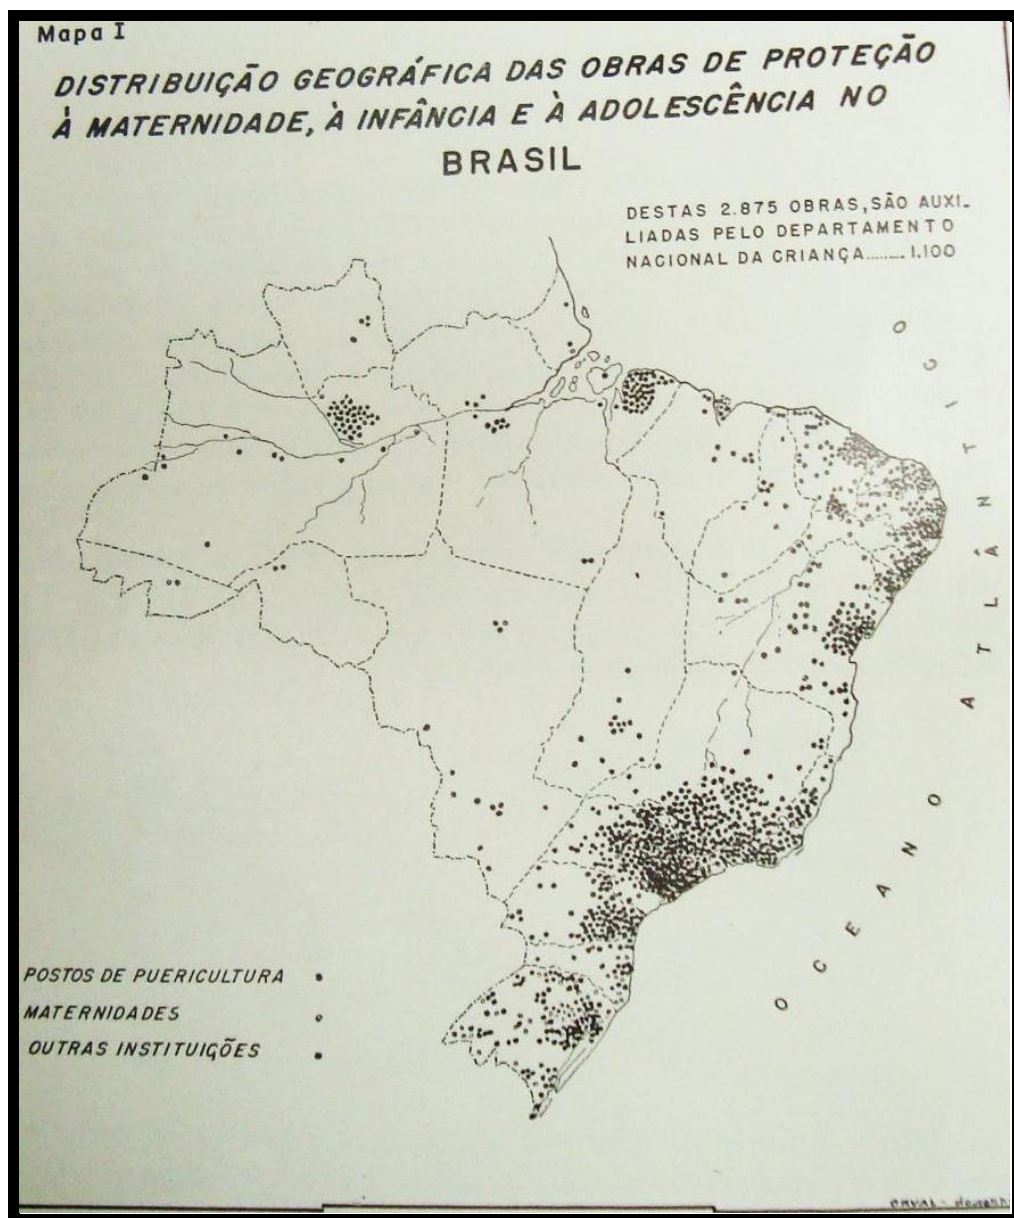 Mapa I
DISTRIBUIÇÃO GEOGRÁFICA DAS OBRAS DE PROTEÇÃO
À MATERNIDADE, À INFÂNCIA E À ADOLESCÊNCIA NO
BRASIL
DESTAS 2.875 OBRAS, SÃO AUXI-
LIADAS PELO DEPARTAMENTO
NACIONAL DA CRIANÇA........ 1.100
OCEANO ATLÂNTICO
POSTOS DE PUERICULTURA
MATERNIDADES
OUTRAS INSTITUIÇÕES